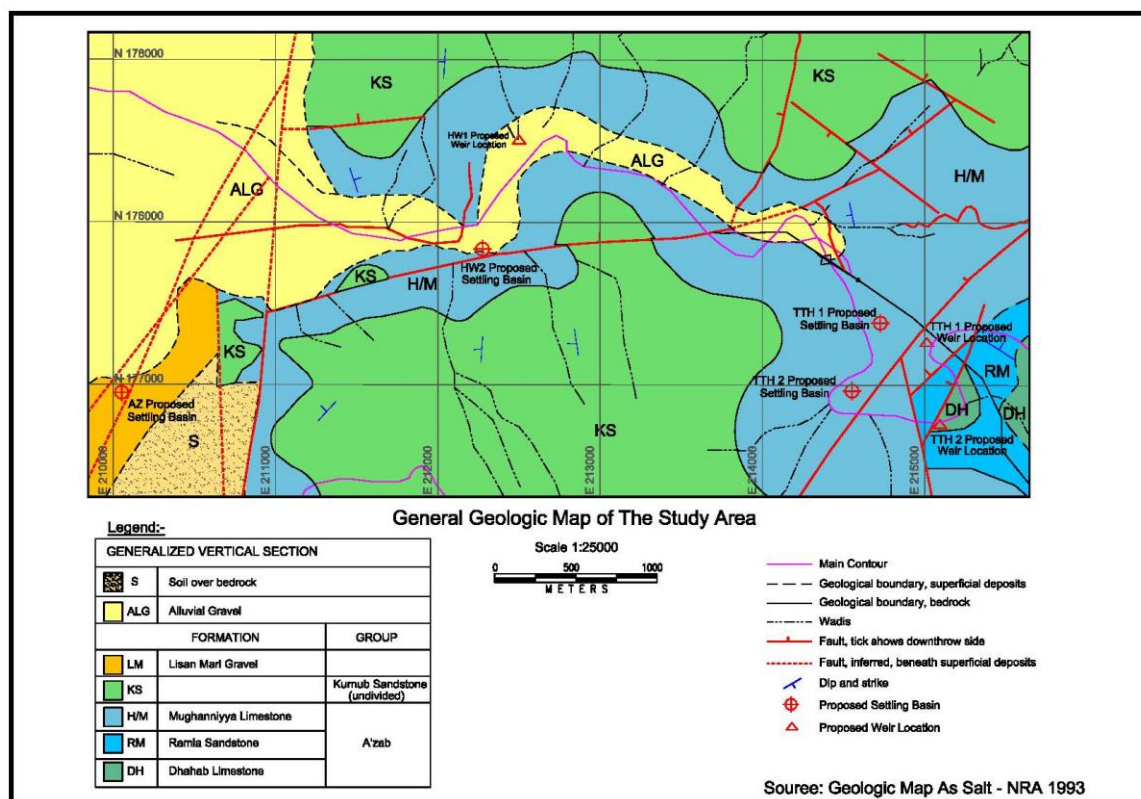 N 178000
KS
KS
HW1 Proposed
Weir Location
ALG
ALG
H/M
N 176000
HW2 Proposed
Settling Basin
KS
H/M
TTH 1 Proposed
Settling Basin
TTH 1 Proposed
Weir Location
KS
RM
N 177000
TTH 2 Proposed
Settling Basin
AZ Proposed
Settling Basin
DH
DH
S
KS
TTH 2 Proposed
Weir Location
E 210000
E 211000
E 212000
E 213000
E 214000
E 215000
General Geologic Map of The Study Area
Scale 1:25000
0 500 1000
METERS
Legend:-
GENERALIZED VERTICAL SECTION
S Soil over bedrock
ALG Alluvial Gravel
FORMATION GROUP
LM Lisan Marl Gravel
KS Kurnub Sandstone
(undivided)
H/M Mughanniyya Limestone
RM Ramla Sandstone A'zab
DH Dhahab Limestone
Main Contour
Geological boundary, superficial deposits
Geological boundary, bedrock
Wadis
Fault, tick shows downthrow side
Fault, inferred, beneath superficial deposits
Dip and strike
Proposed Settling Basin
Proposed Weir Location
Souree: Geologic Map As Salt - NRA 1993